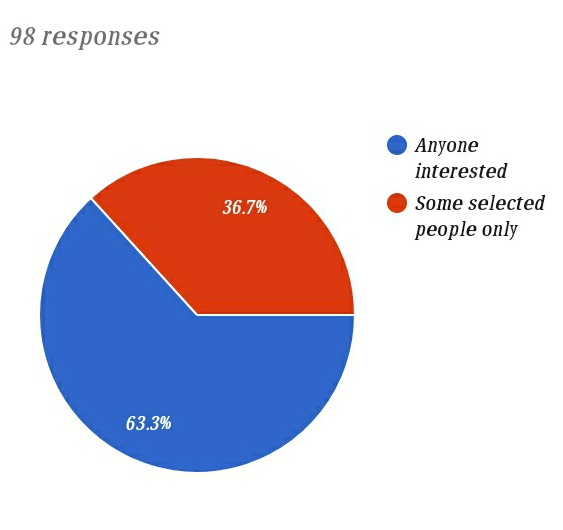 98 responses
Anyone
interested
Some selected
people only
36.7%
63.3%